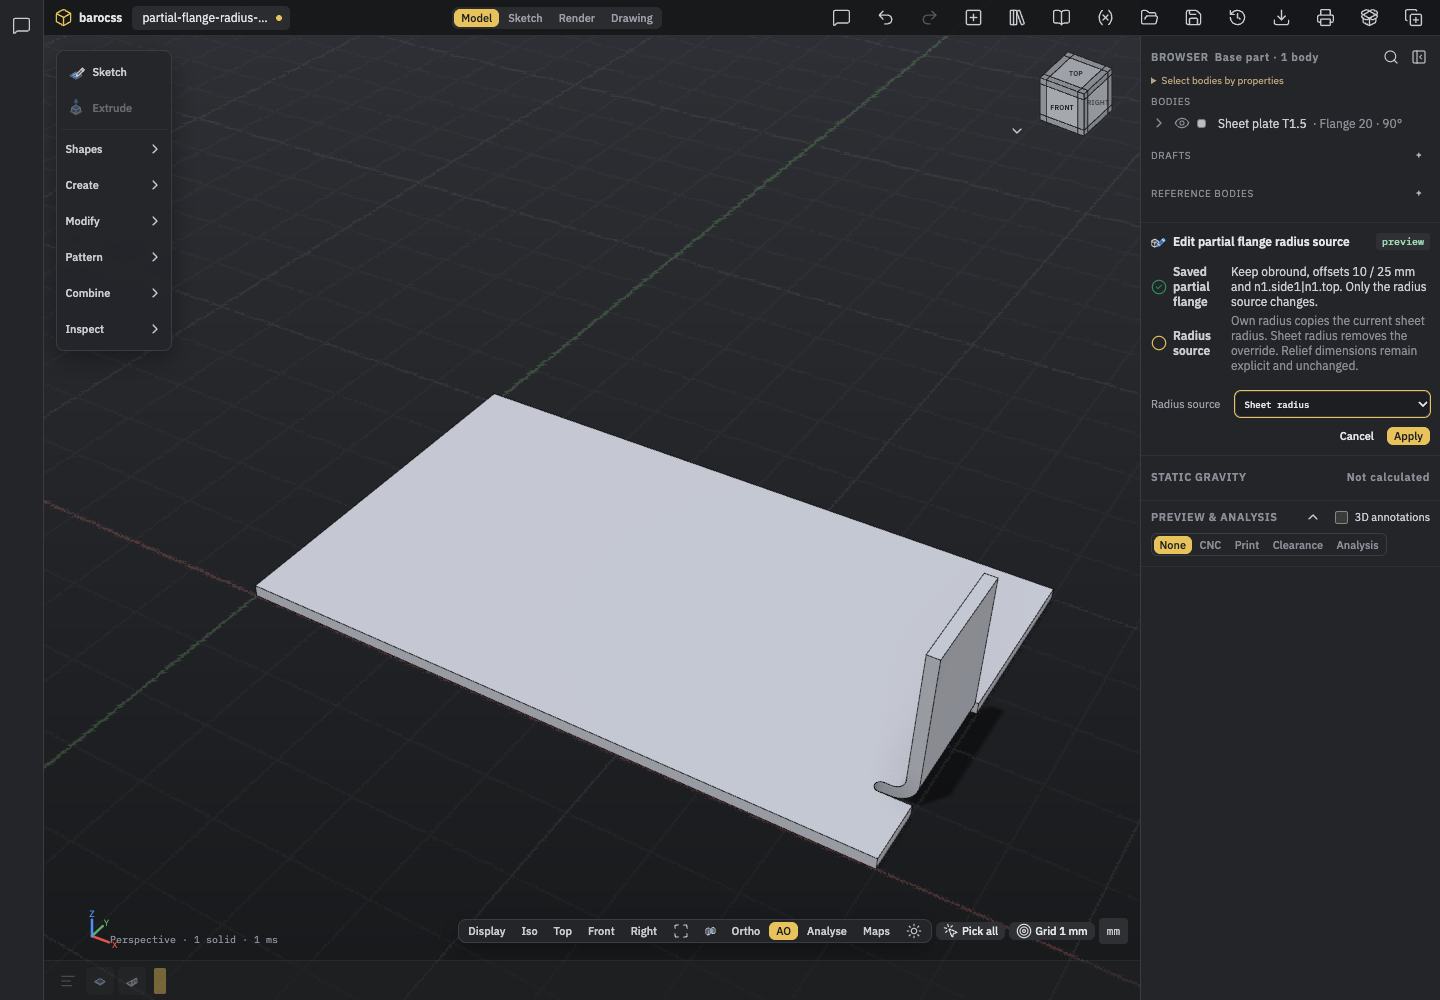 barocss
partial-flange-radius-...
Model
Sketch
Render
Drawing
Sketch
Extrude
Shapes
Create
Modify
Pattern
Combine
Inspect
TOP
FRONT
RIGHT
BROWSER Base part · 1 body
Select bodies by properties
BODIES
Sheet plate T1.5 · Flange 20 · 90°
DRAFTS
+
REFERENCE BODIES
+
Edit partial flange radius source
preview
Saved partial flange
Keep obround, offsets 10 / 25 mm
and n1.side1|n1.top. Only the radius
source changes.
Radius source
Own radius copies the current sheet
radius. Sheet radius removes the
override. Relief dimensions remain
explicit and unchanged.
Radius source
Sheet radius
Cancel
Apply
STATIC GRAVITY
Not calculated
PREVIEW & ANALYSIS
3D annotations
None
CNC
Print
Clearance
Analysis
Z
Y
X
Perspective · 1 solid · 1 ms
Display
Iso
Top
Front
Right
Ortho
AO
Analyse
Maps
Pick all
Grid 1 mm
mm